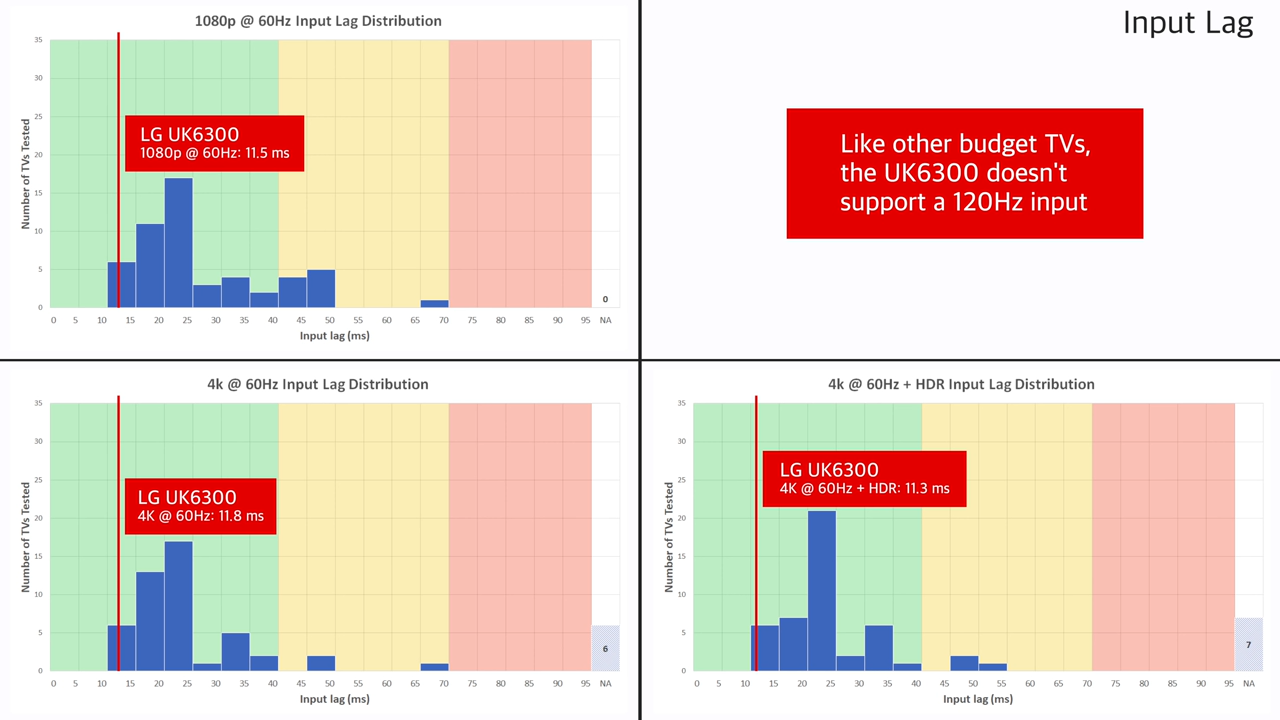 1080p @ 60Hz Input Lag Distribution
35
30
25
20
15
10
5
0
Number of TVs Tested
LG UK6300
1080p @ 60Hz: 11.5 ms
0
0 5 10 15 20 25 30 35 40 45 50 55 60 65 70 75 80 85 90 95 NA
Input lag (ms)
Input Lag
Like other budget TVs,
the UK6300 doesn't
support a 120Hz input
4k @ 60Hz Input Lag Distribution
35
30
25
20
15
10
5
0
Number of TVs Tested
LG UK6300
4K @ 60Hz: 11.8 ms
6
0 5 10 15 20 25 30 35 40 45 50 55 60 65 70 75 80 85 90 95 NA
Input lag (ms)
4k @ 60Hz + HDR Input Lag Distribution
35
30
25
20
15
10
5
0
Number of TVs Tested
LG UK6300
4K @ 60Hz + HDR: 11.3 ms
7
0 5 10 15 20 25 30 35 40 45 50 55 60 65 70 75 80 85 90 95 NA
Input lag (ms)